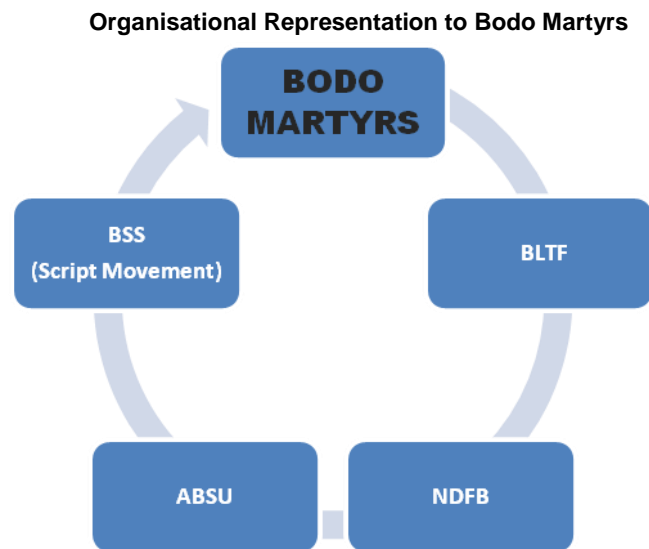 Organisational Representation to Bodo Martyrs
BODO
MARTYRS
BSS
(Script Movement)
BLTF
ABSU
NDFB